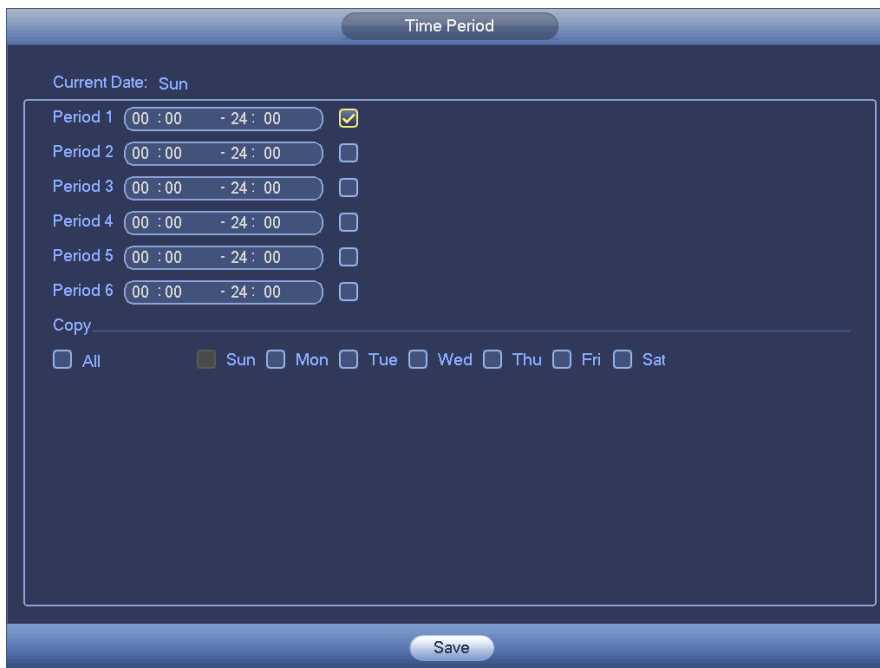 Time Period
Current Date: Sun
Period 1 00 :00 - 24 : 00
Period 2 00 :00 - 24 : 00
Period 3 00 :00 - 24 : 00
Period 4 00 :00 - 24 : 00
Period 5 00 :00 - 24 : 00
Period 6 00 :00 - 24 : 00
Copy
All Sun Mon Tue Wed Thu Fri Sat
Save